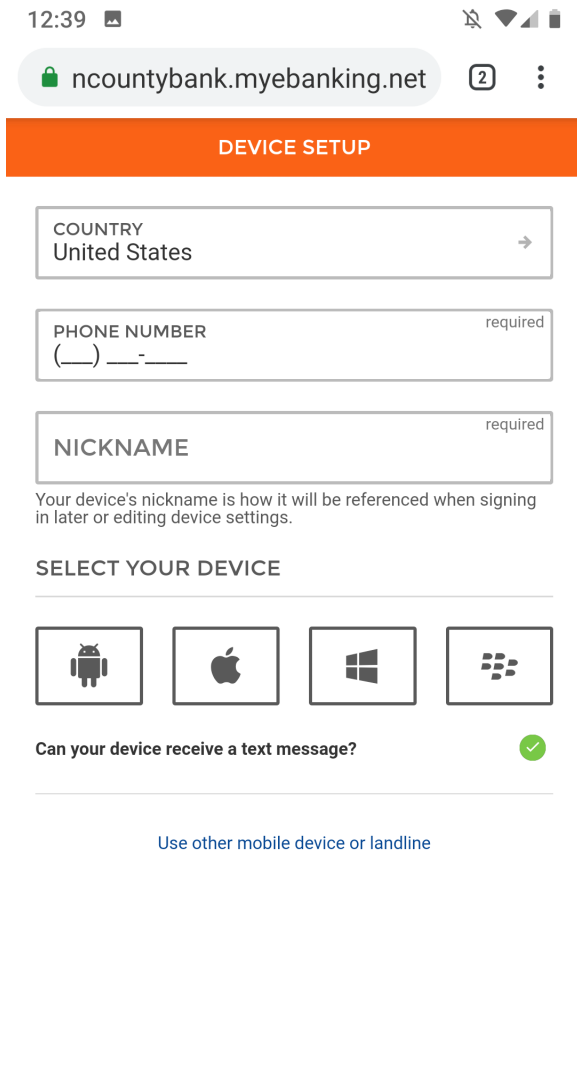 12:39
ncountybank.myebanking.net
2
DEVICE SETUP
COUNTRY
United States
required
PHONE NUMBER
(___) ___-____
required
NICKNAME
Your device's nickname is how it will be referenced when signing
in later or editing device settings.
SELECT YOUR DEVICE
Can your device receive a text message?
Use other mobile device or landline